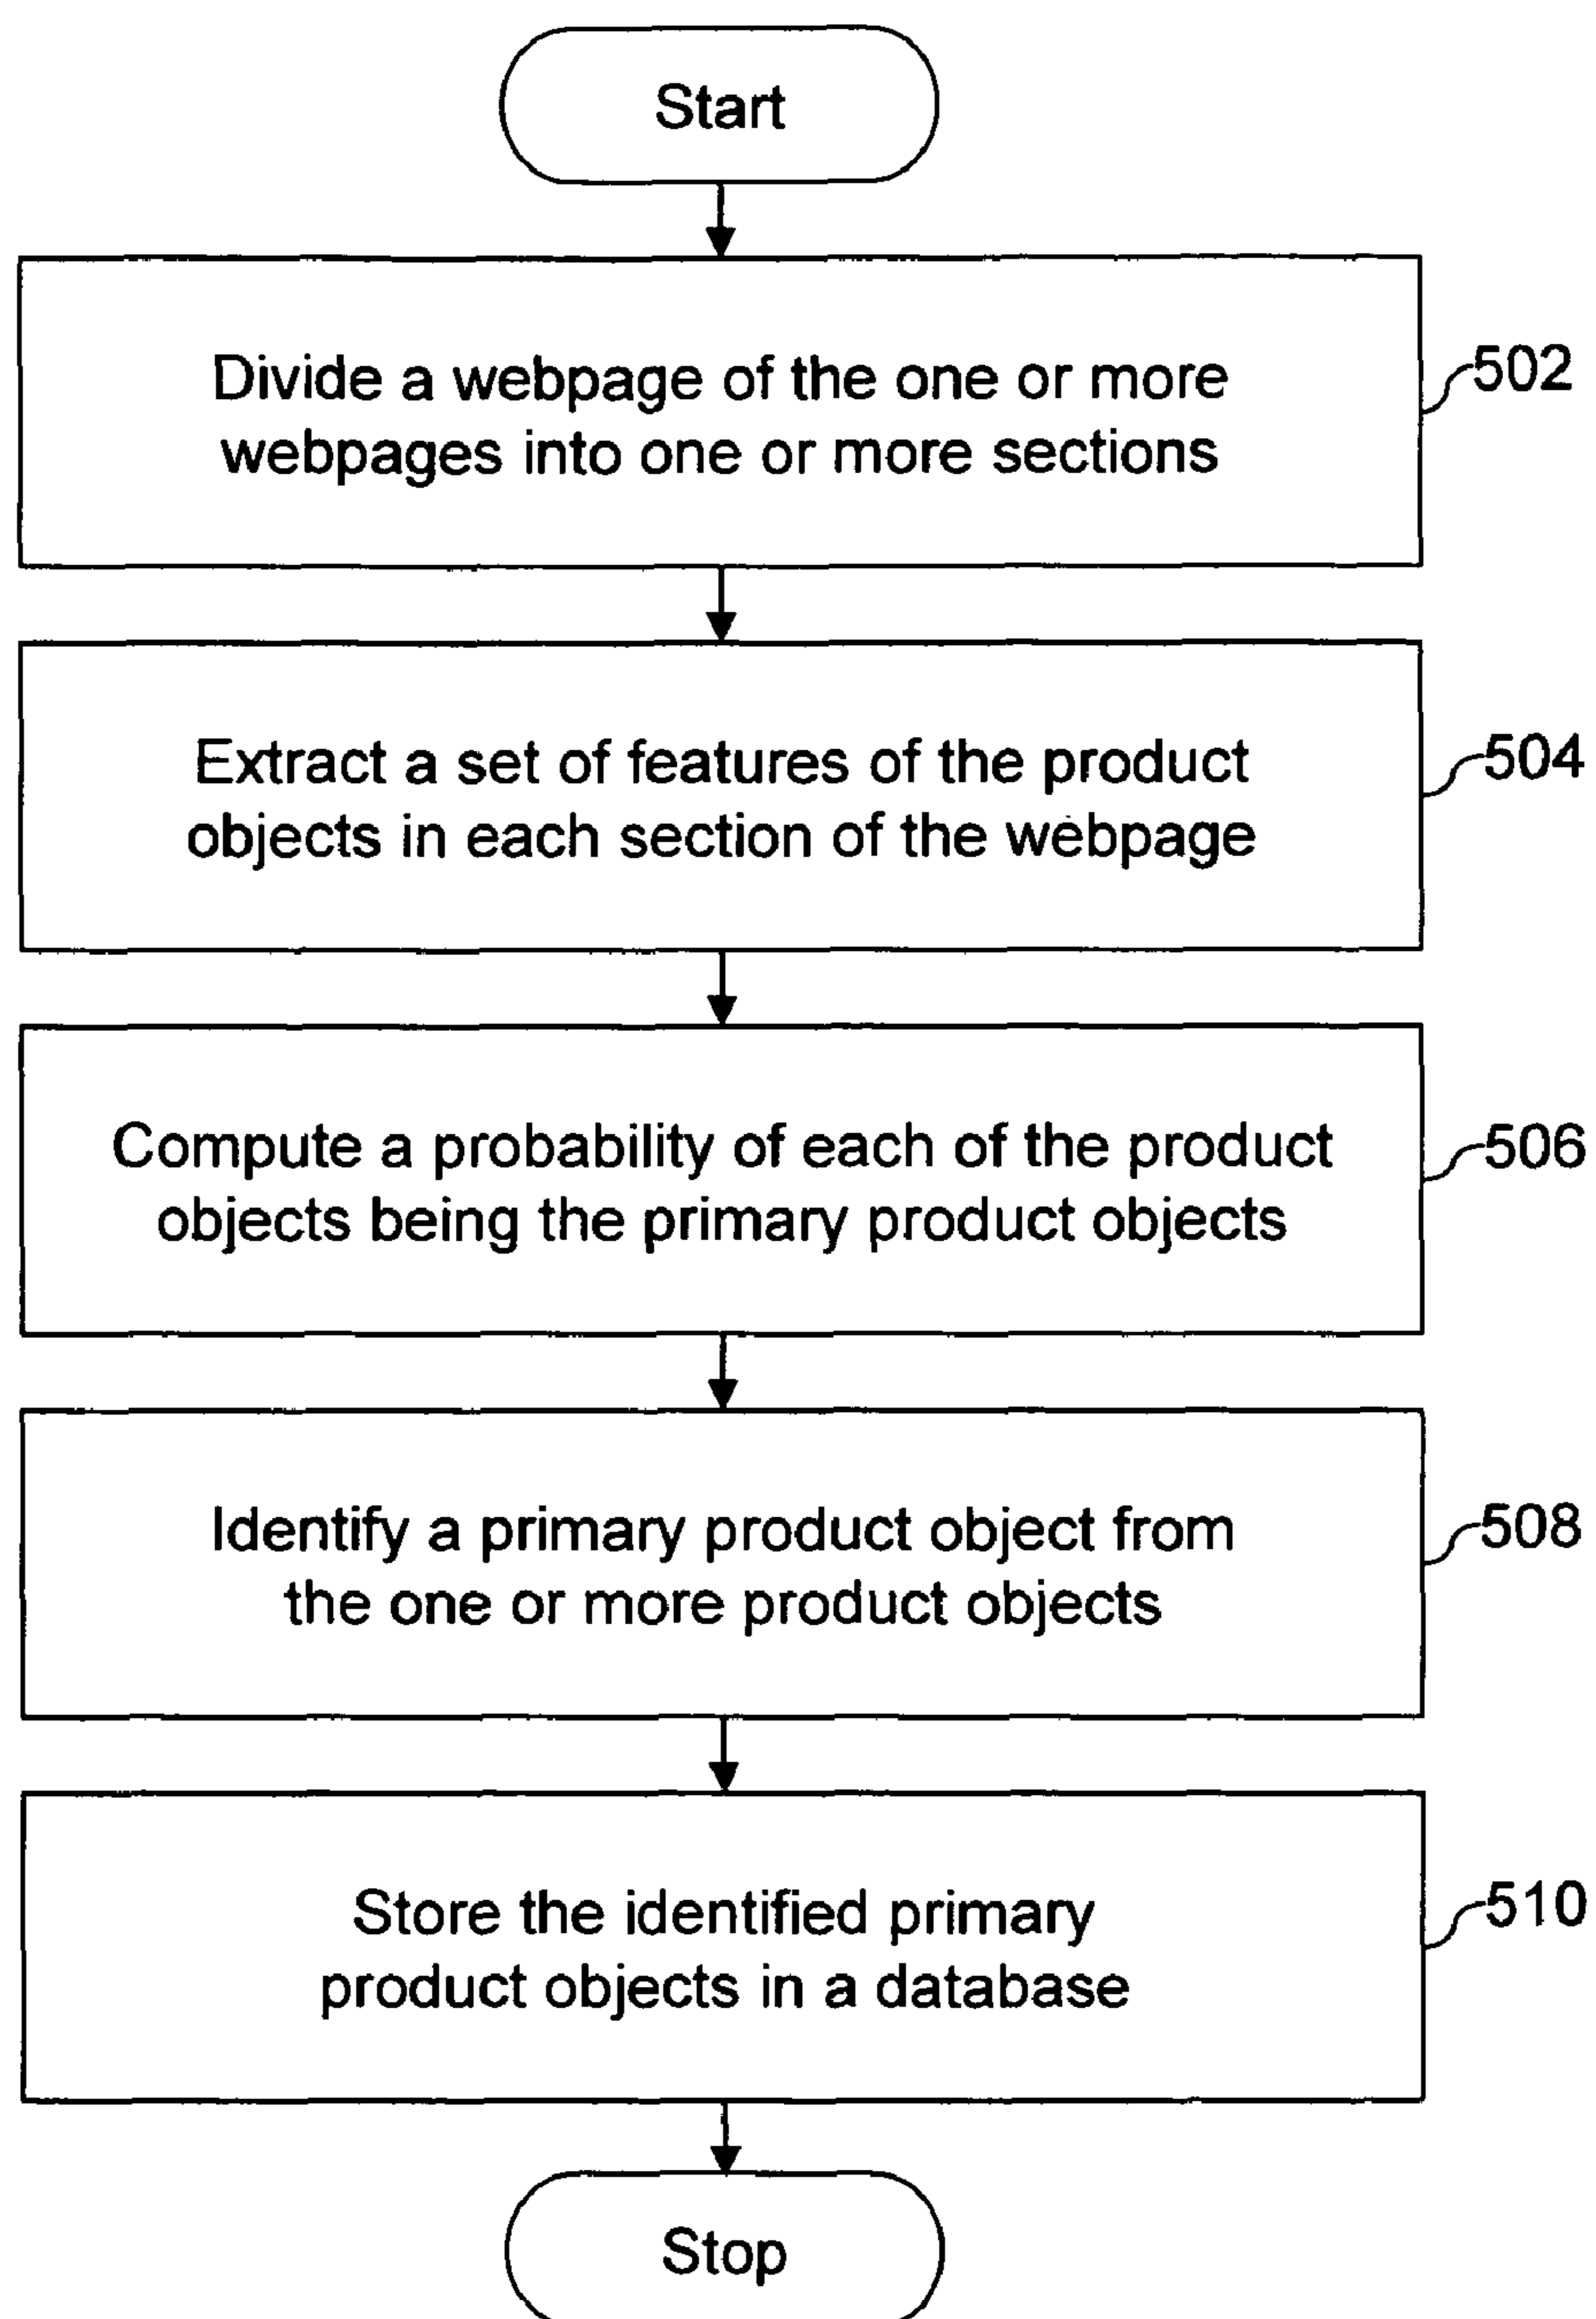 Start
Divide a webpage of the one or more
webpages into one or more sections
502
Extract a set of features of the product
objects in each section of the webpage
504
Compute a probability of each of the product
objects being the primary product objects
506
Identify a primary product object from
the one or more product objects
508
Store the identified primary
product objects in a database
510
Stop